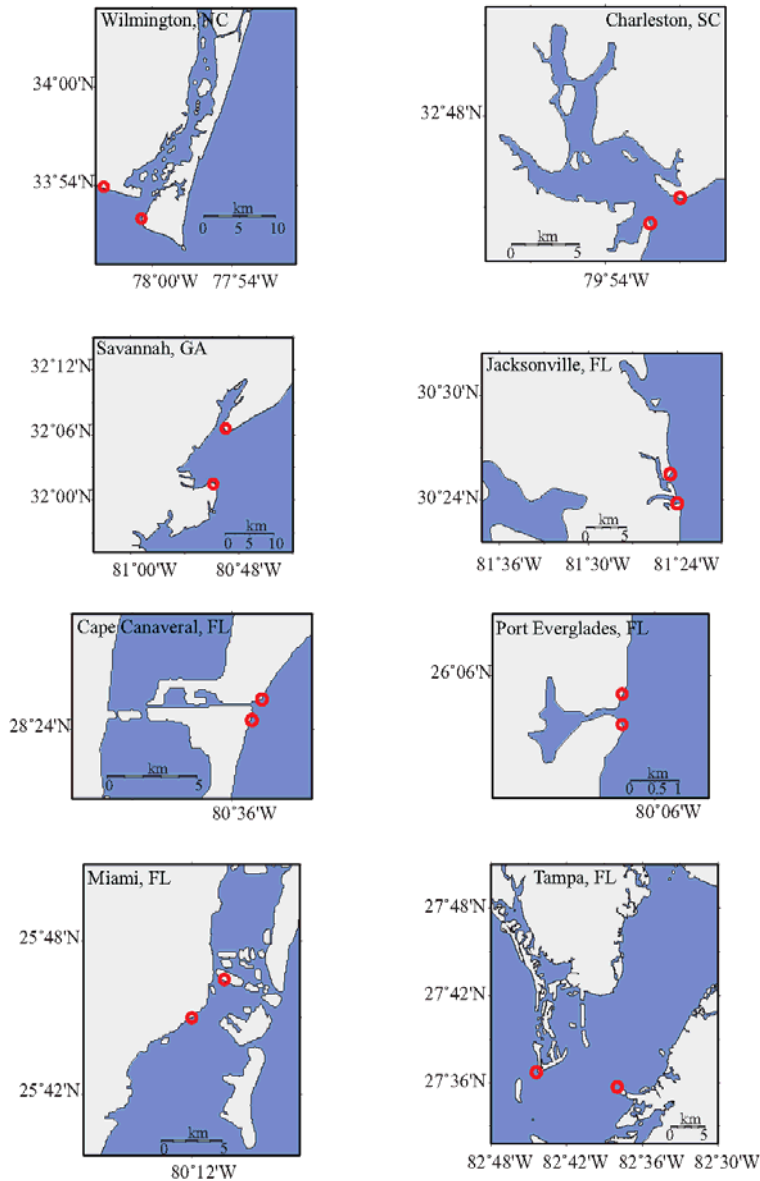 Wilmington, NC
34°00'N
33°54'N
km
0 5 10
78°00'W 77°54'W
Charleston, SC
32°48'N
km
0 5
79°54'W
Savannah, GA
32°12'N
32°06'N
32°00'N
km
0 5 10
81°00'W 80°48'W
Jacksonville, FL
30°30'N
30°24'N
km
0 5
81°36'W 81°30'W 81°24'W
Cape Canaveral, FL
28°24'N
km
0 5
80°36'W
Port Everglades, FL
26°06'N
km
0 0.5 1
80°06'W
Miami, FL
25°48'N
25°42'N
km
0 5
80°12'W
Tampa, FL
27°48'N
27°42'N
27°36'N
km
0 5
82°48'W 82°42'W 82°36'W 82°30'W